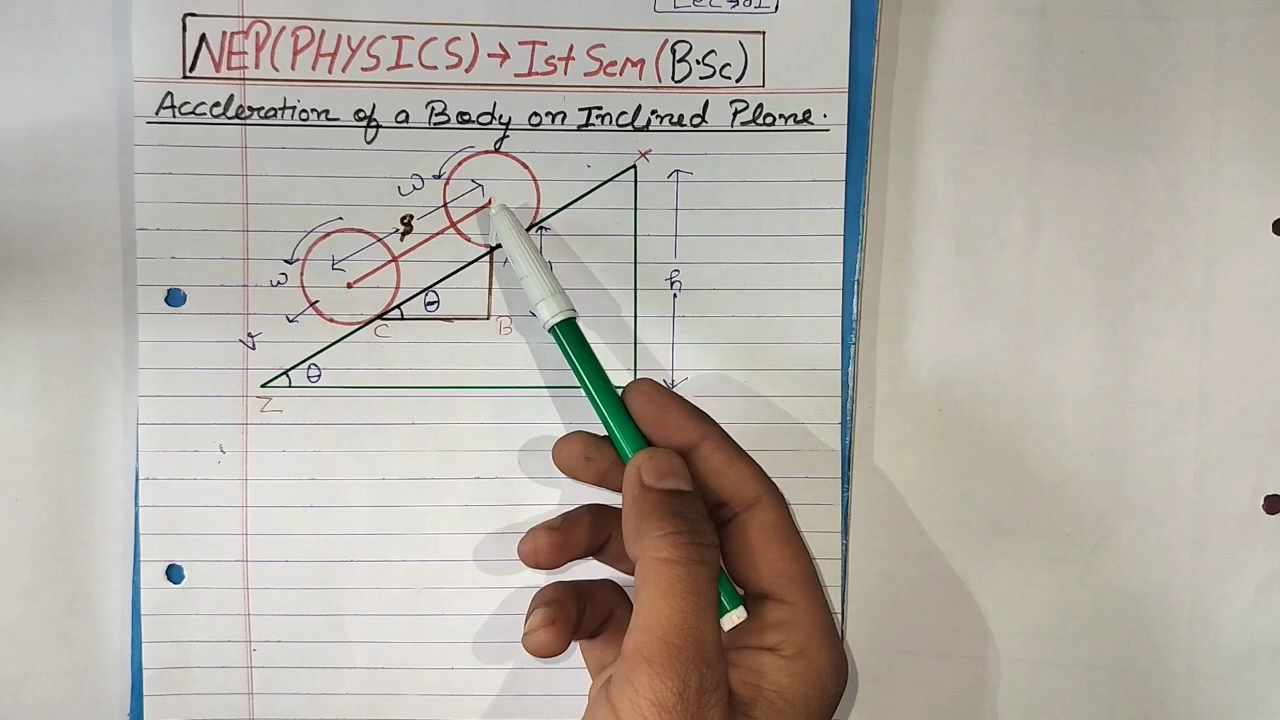 NEP(PHYSICS)→Ist Sem (B.Sc)
Acceleration of a Body on Inclined Plane.
X
ω
s
h
ω
θ
C
B
v
θ
Z